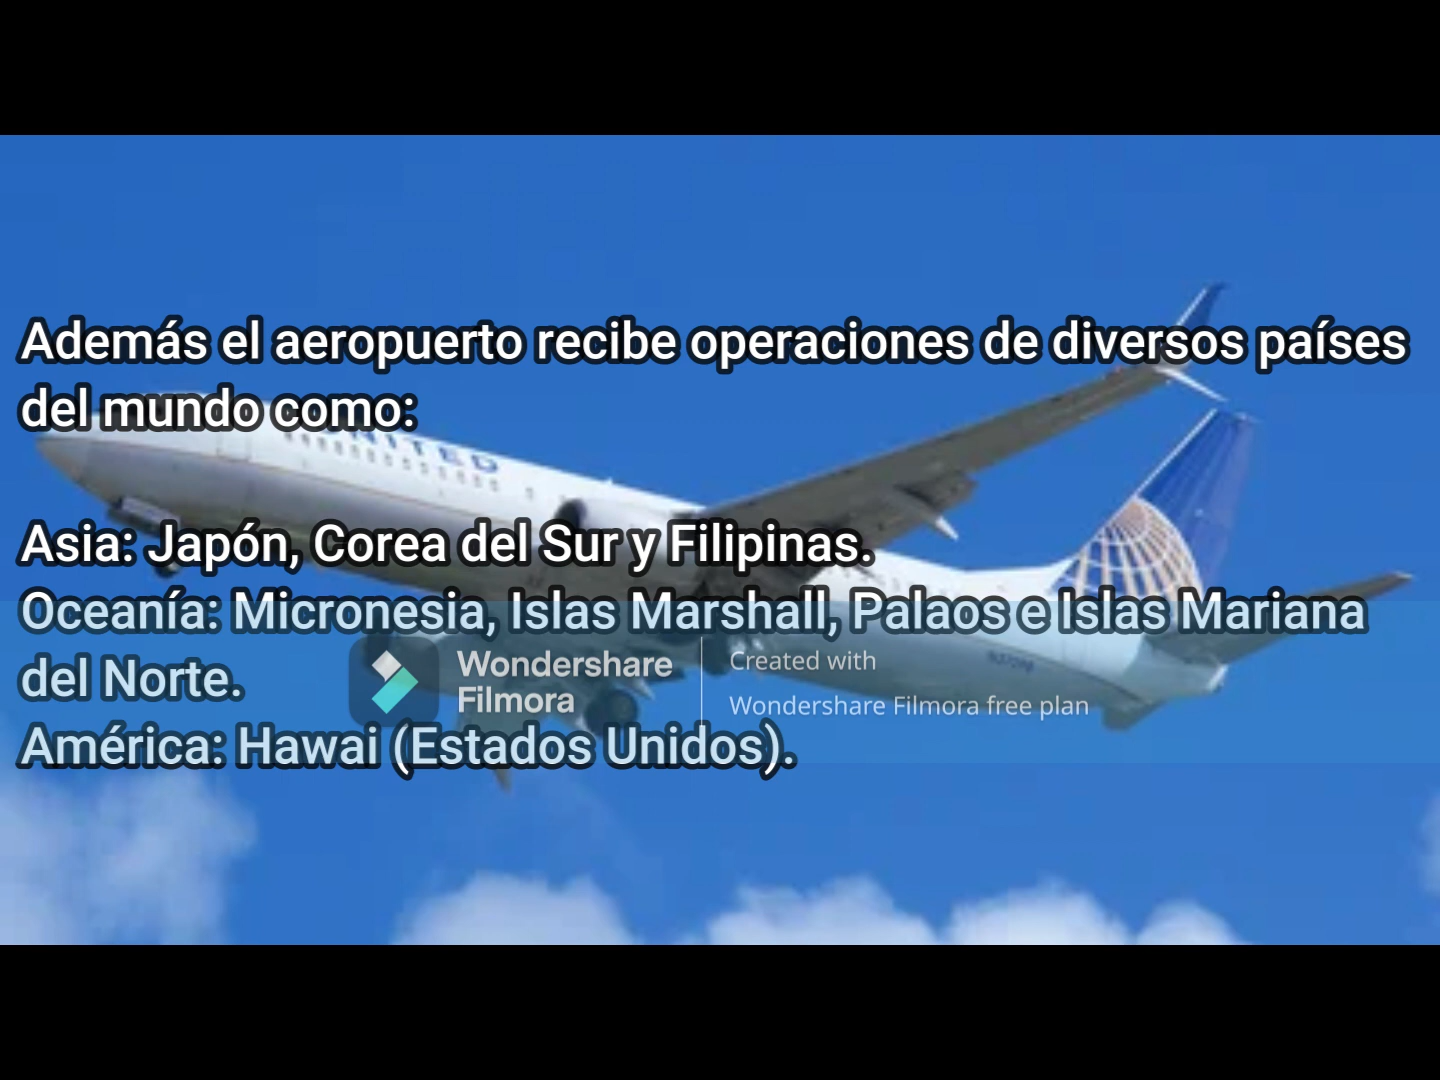 Además el aeropuerto recibe operaciones de diversos países
del mundo como:
UNITED
Asia: Japón, Corea del Sur y Filipinas.
Oceanía: Micronesia, Islas Marshall, Palaos e Islas Mariana
del Norte.
Wondershare
Filmora
Created with
Wondershare Filmora free plan
América: Hawai (Estados Unidos).